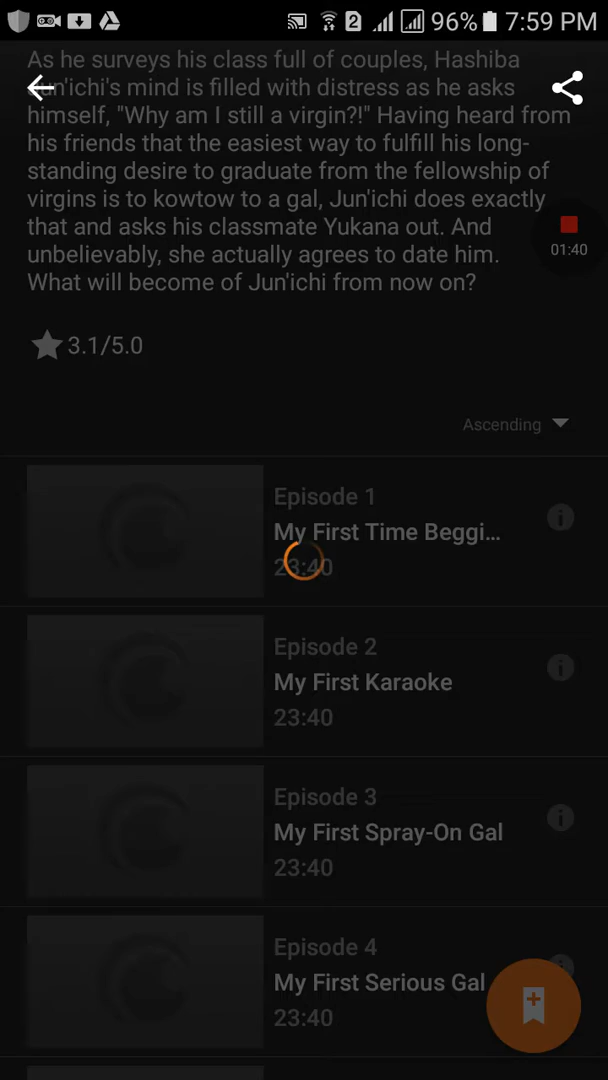 2 96% 7:59 PM
As he surveys his class full of couples, Hashiba
Jun'ichi's mind is filled with distress as he asks
himself, "Why am I still a virgin?!" Having heard from
his friends that the easiest way to fulfill his long-
standing desire to graduate from the fellowship of
virgins is to kowtow to a gal, Jun'ichi does exactly
that and asks his classmate Yukana out. And
unbelievably, she actually agrees to date him.
What will become of Jun'ichi from now on?
01:40
3.1/5.0
Ascending
Episode 1
My First Time Beggi...
23:40
Episode 2
My First Karaoke
23:40
Episode 3
My First Spray-On Gal
23:40
Episode 4
My First Serious Gal
23:40